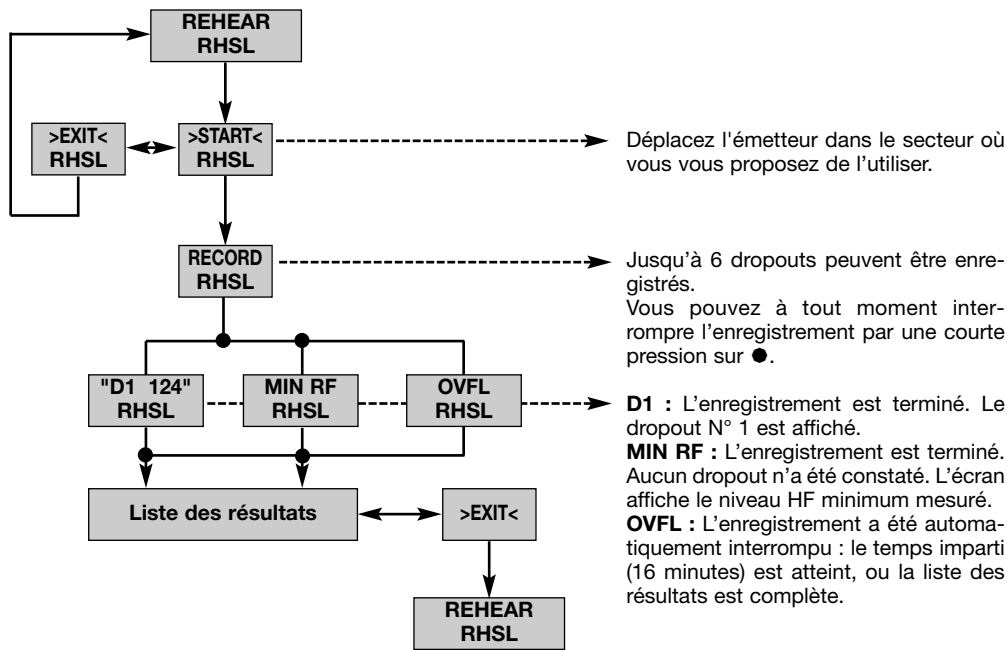 REHEAR
RHSL
>EXIT<
RHSL
>START<
RHSL
Déplacez l'émetteur dans le secteur où
vous vous proposez de l'utiliser.
RECORD
RHSL
Jusqu'à 6 dropouts peuvent être enre-
gistrés.
Vous pouvez à tout moment inter-
rompre l'enregistrement par une courte
pression sur ●.
"D1 124"
RHSL
MIN RF
RHSL
OVFL
RHSL
D1 : L'enregistrement est terminé. Le
dropout N° 1 est affiché.
MIN RF : L'enregistrement est terminé.
Aucun dropout n'a été constaté. L'écran
affiche le niveau HF minimum mesuré.
OVFL : L'enregistrement a été automa-
tiquement interrompu : le temps imparti
(16 minutes) est atteint, ou la liste des
résultats est complète.
Liste des résultats
>EXIT<
REHEAR
RHSL